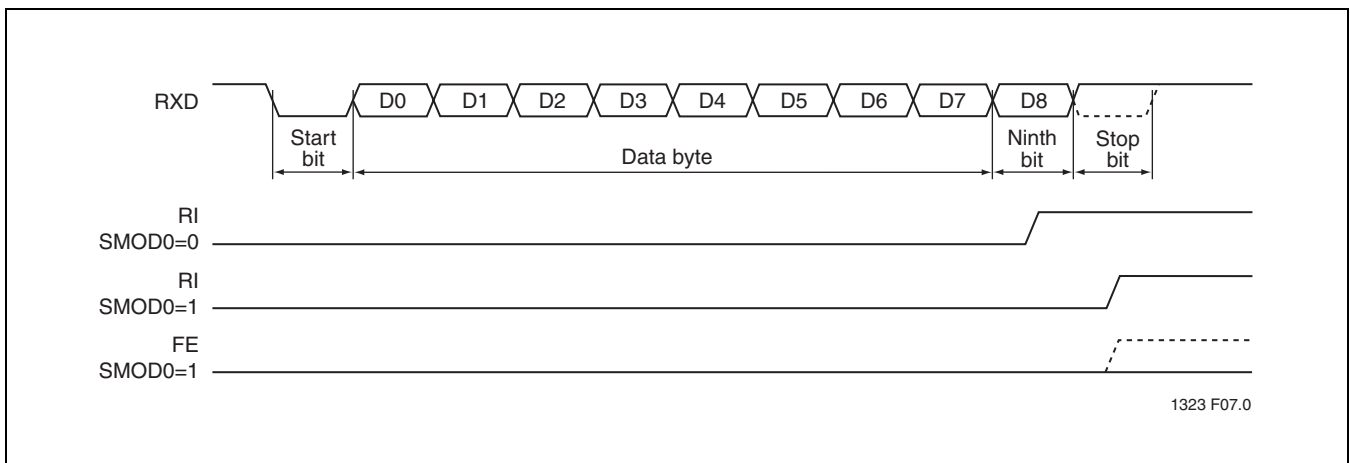 RXD
D0 D1 D2 D3 D4 D5 D6 D7 D8
Start
bit
Data byte
Ninth
bit
Stop
bit
RI
SMOD0=0
RI
SMOD0=1
FE
SMOD0=1
1323 F07.0